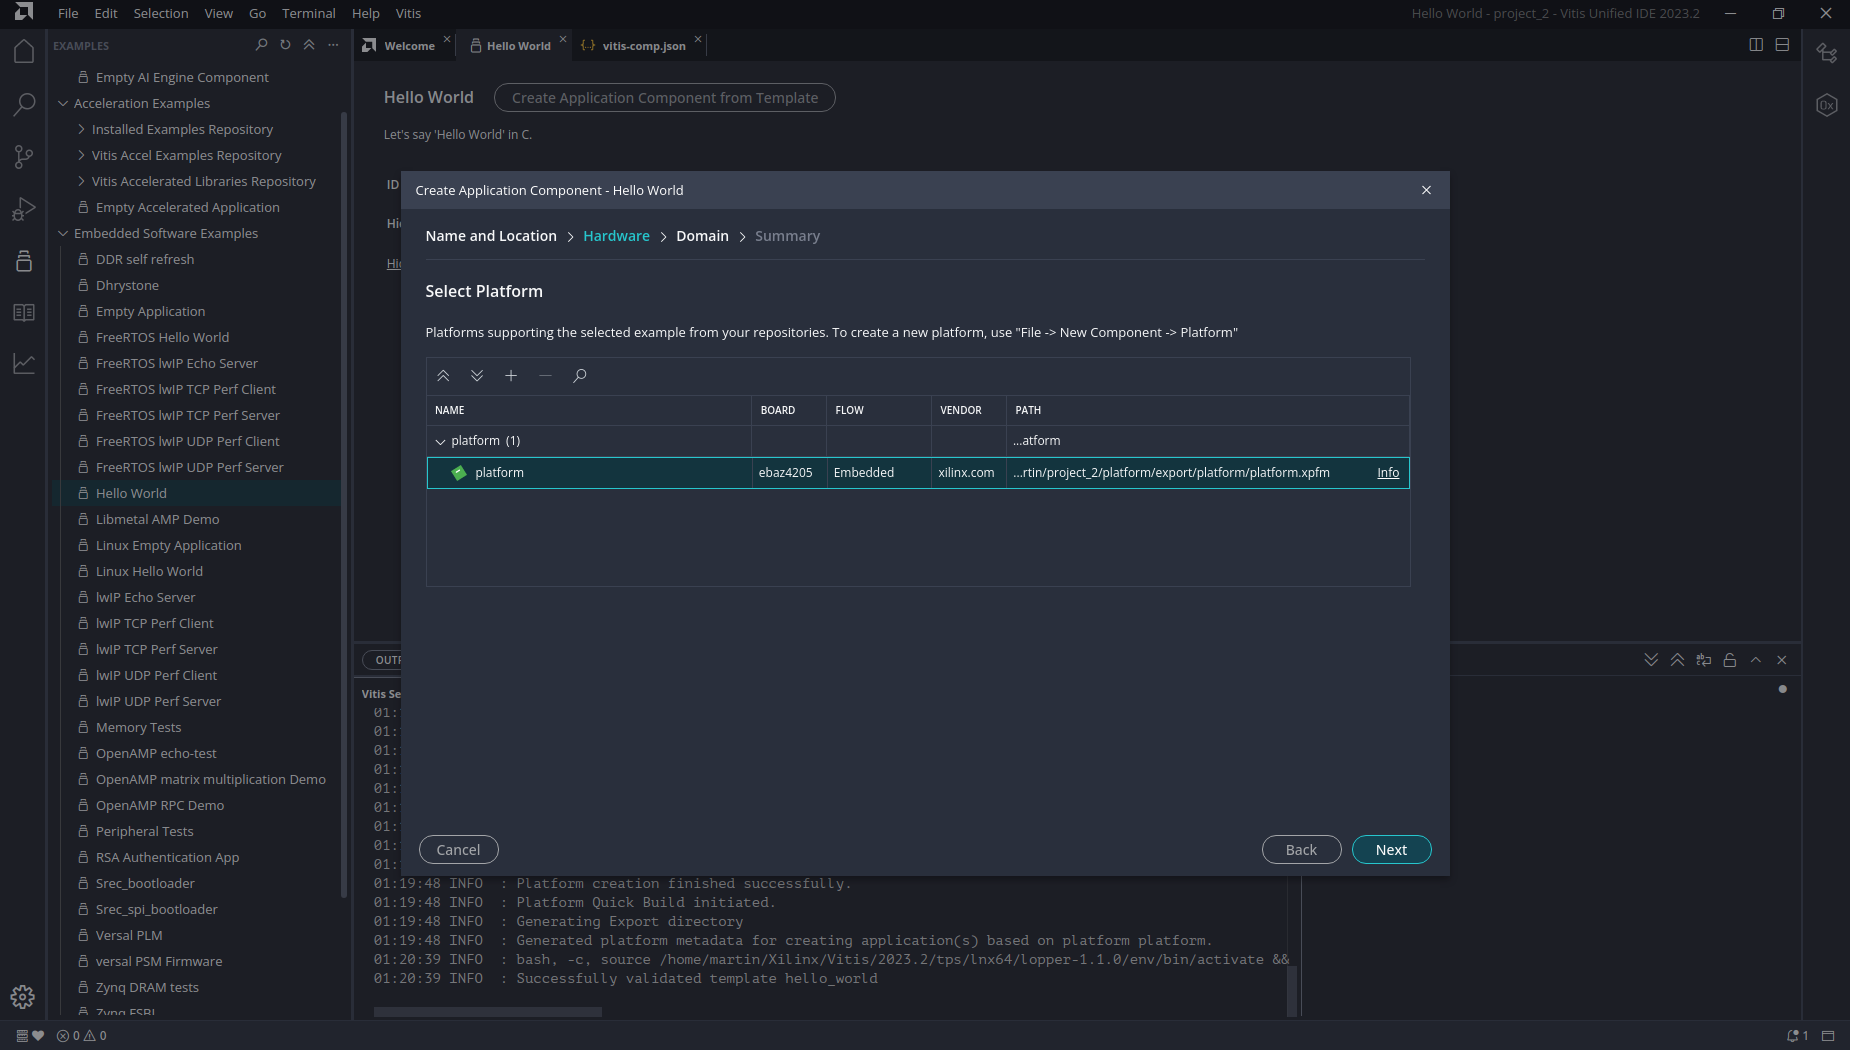 File Edit Selection View Go Terminal Help Vitis
Hello World - project_2 - Vitis Unified IDE 2023.2
EXAMPLES
Empty AI Engine Component
Acceleration Examples
Installed Examples Repository
Vitis Accel Examples Repository
Vitis Accelerated Libraries Repository
Empty Accelerated Application
Embedded Software Examples
DDR self refresh
Dhrystone
Empty Application
FreeRTOS Hello World
FreeRTOS lwIP Echo Server
FreeRTOS lwIP TCP Perf Client
FreeRTOS lwIP TCP Perf Server
FreeRTOS lwIP UDP Perf Client
FreeRTOS lwIP UDP Perf Server
Hello World
Libmetal AMP Demo
Linux Empty Application
Linux Hello World
lwIP Echo Server
lwIP TCP Perf Client
lwIP TCP Perf Server
lwIP UDP Perf Client
lwIP UDP Perf Server
Memory Tests
OpenAMP echo-test
OpenAMP matrix multiplication Demo
OpenAMP RPC Demo
Peripheral Tests
RSA Authentication App
Srec_bootloader
Srec_spi_bootloader
Versal PLM
versal PSM Firmware
Zynq DRAM tests
Zynq FSBL
Welcome
Hello World
{..} vitis-comp.json
Hello World
Create Application Component from Template
Let's say 'Hello World' in C.
ID
Create Application Component - Hello World
Name and Location > Hardware > Domain > Summary
Select Platform
Platforms supporting the selected example from your repositories. To create a new platform, use "File -> New Component -> Platform"
NAME BOARD FLOW VENDOR PATH
platform (1) ...atform
platform ebaz4205 Embedded xilinx.com ...rtin/project_2/platform/export/platform/platform.xpfm Info
Cancel
Back
Next
OUTP
Vitis Se
01:
01:
01:
01:
01:
01:
01:
01:
01:
01:19:48 INFO : Platform creation finished successfully.
01:19:48 INFO : Platform Quick Build initiated.
01:19:48 INFO : Generating Export directory
01:19:48 INFO : Generated platform metadata for creating application(s) based on platform platform.
01:20:39 INFO : bash, -c, source /home/martin/Xilinx/Vitis/2023.2/tps/lnx64/lopper-1.1.0/env/bin/activate &&
01:20:39 INFO : Successfully validated template hello_world
0x
0 0
1